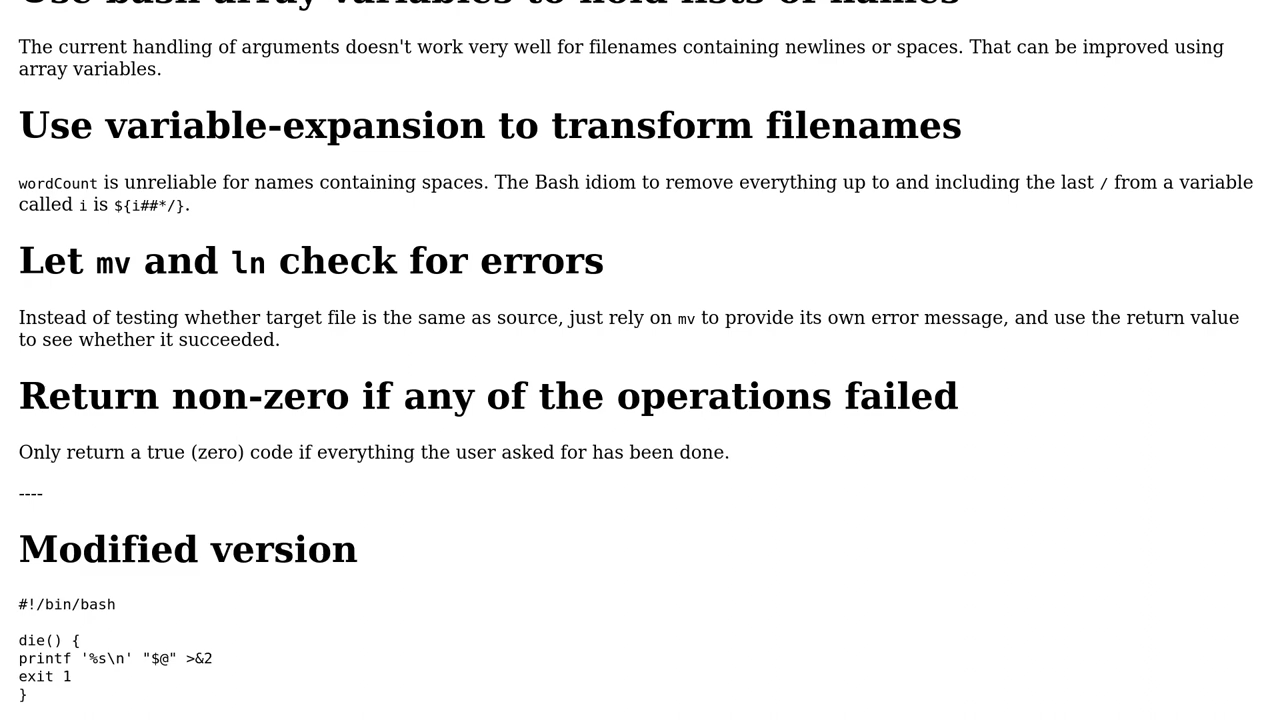 Use bash array variables to hold lists of names
The current handling of arguments doesn't work very well for filenames containing newlines or spaces. That can be improved using
array variables.
Use variable-expansion to transform filenames
wordCount is unreliable for names containing spaces. The Bash idiom to remove everything up to and including the last / from a variable
called i is ${i##*/}.
Let mv and ln check for errors
Instead of testing whether target file is the same as source, just rely on mv to provide its own error message, and use the return value
to see whether it succeeded.
Return non-zero if any of the operations failed
Only return a true (zero) code if everything the user asked for has been done.
----
Modified version
#!/bin/bash
die() {
printf '%s\n' "$@" >&2
exit 1
}